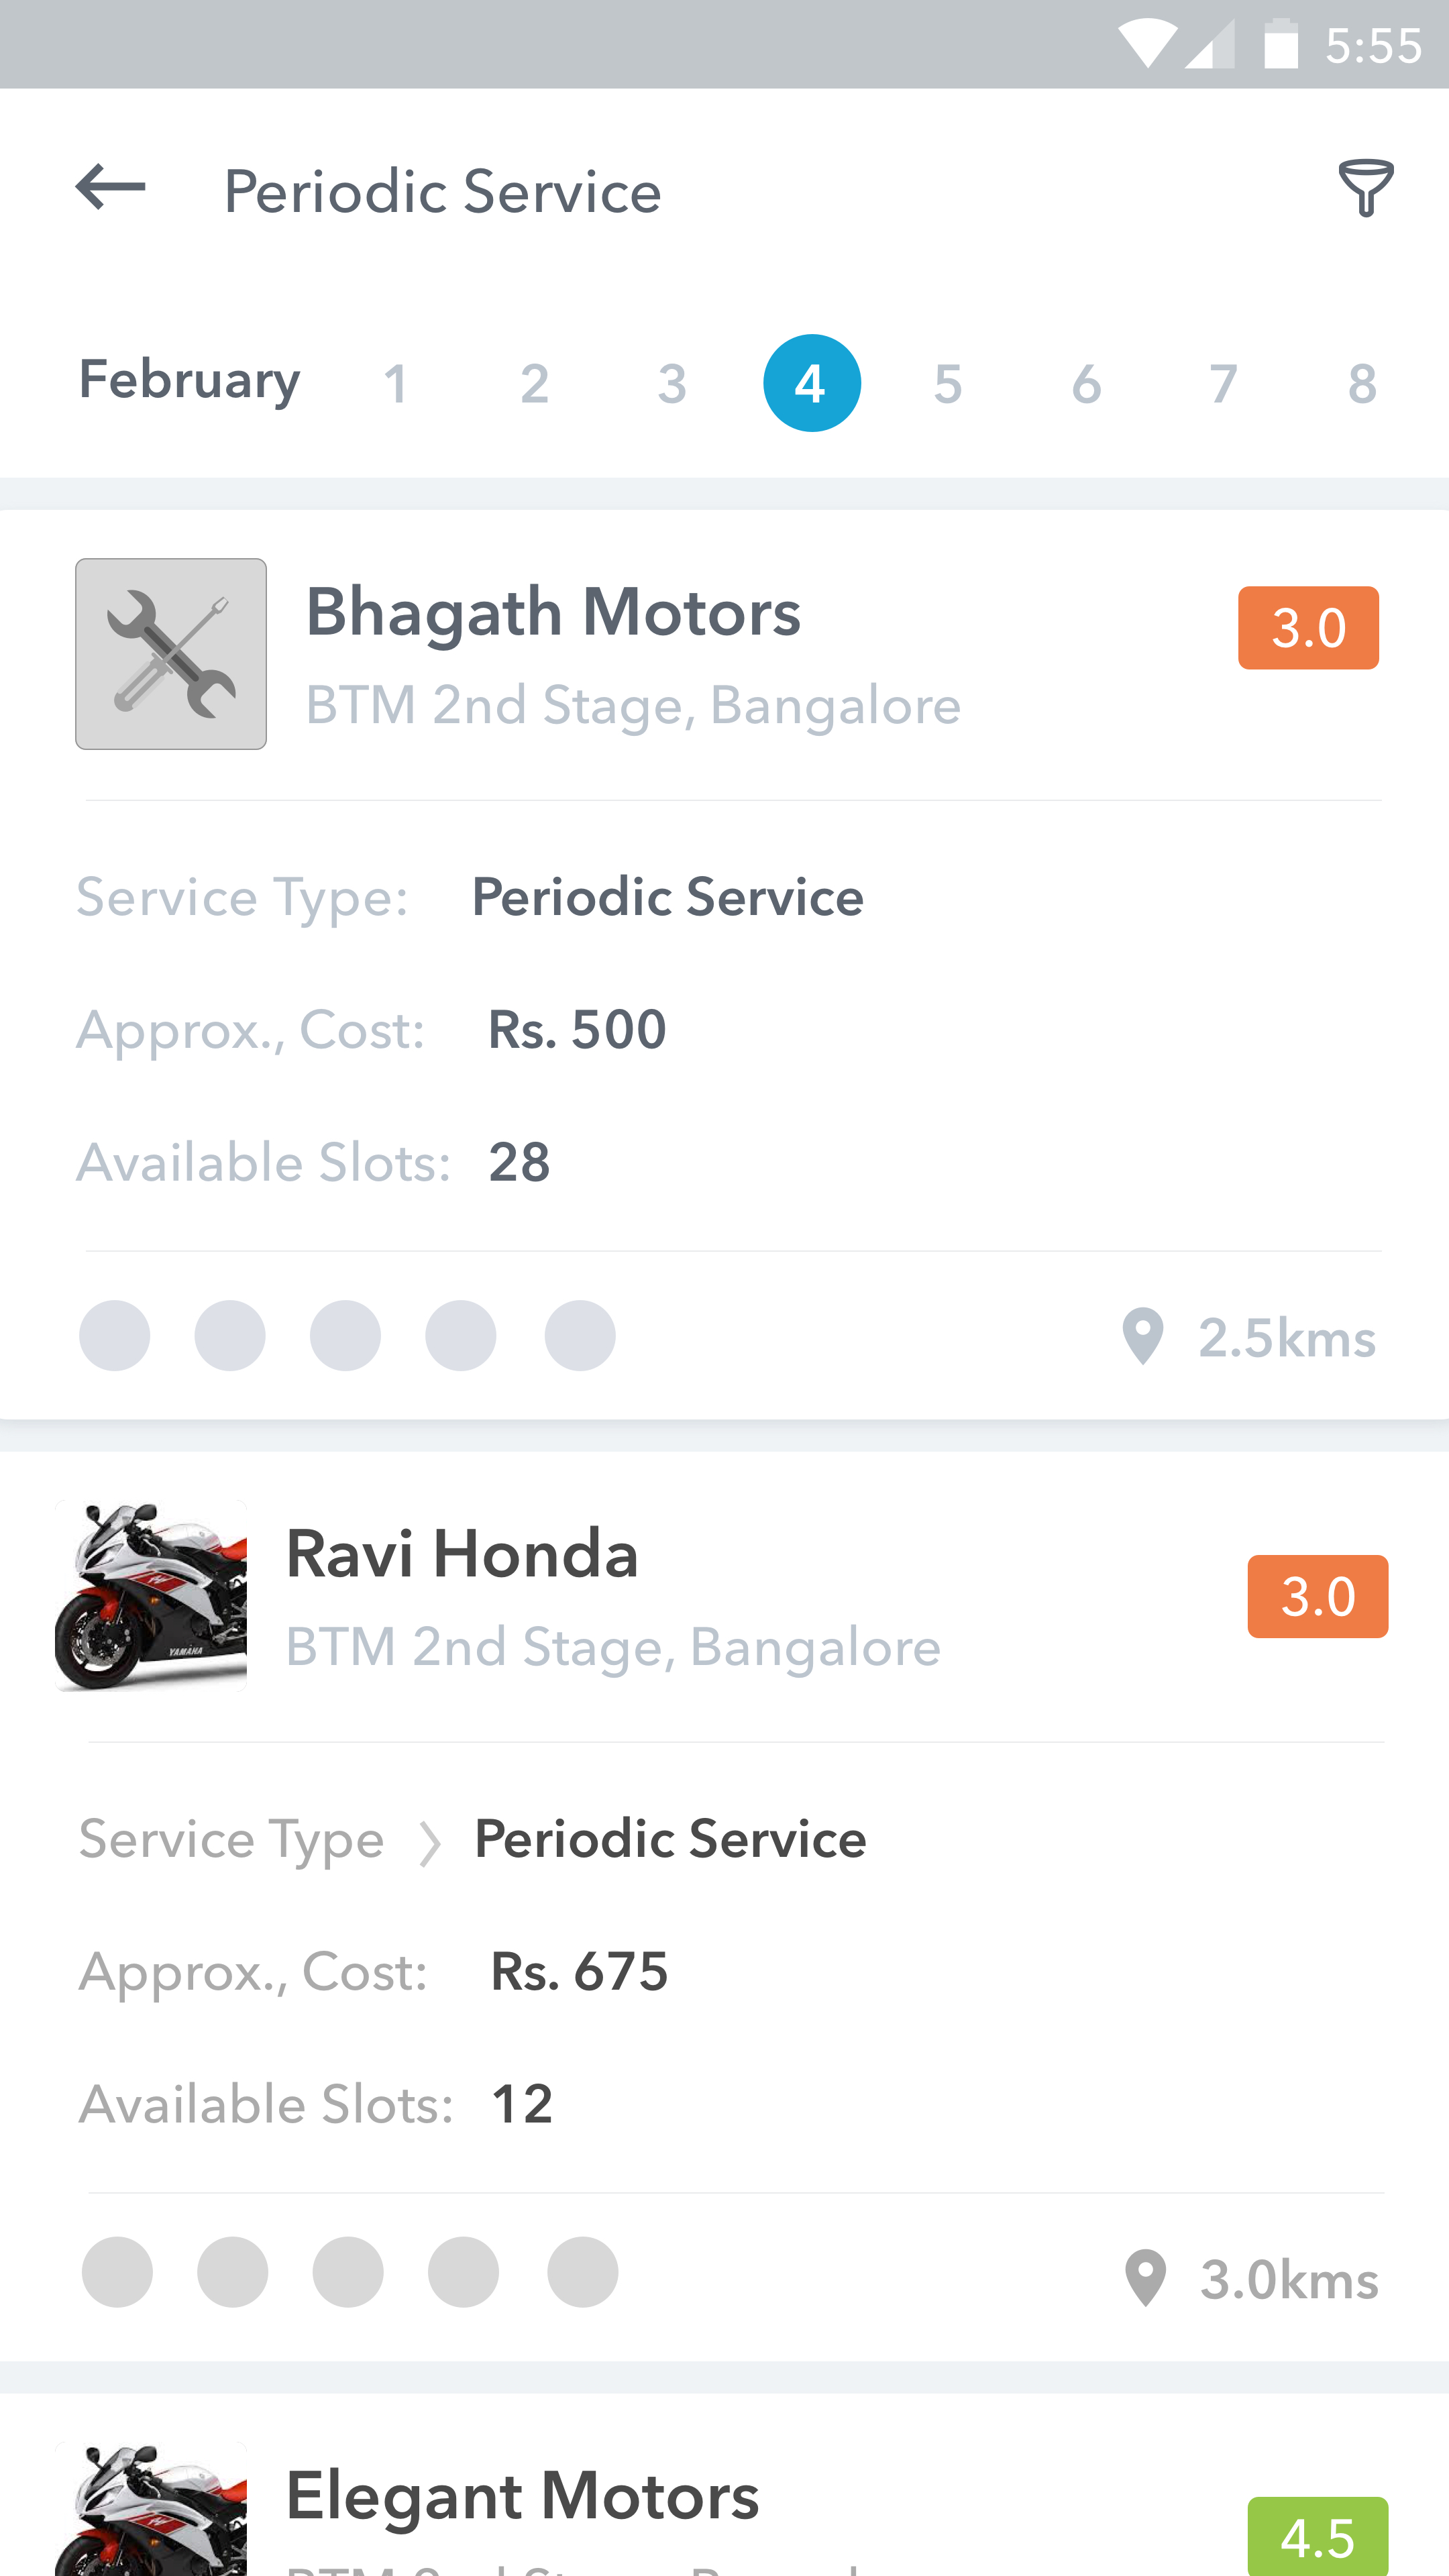 5:55
Periodic Service
February 1 2 3 4 5 6 7 8
Bhagath Motors
3.0
BTM 2nd Stage, Bangalore
Service Type: Periodic Service
Approx., Cost: Rs. 500
Available Slots: 28
2.5kms
Ravi Honda
3.0
BTM 2nd Stage, Bangalore
YAMAHA
Service Type Periodic Service
Approx., Cost: Rs. 675
Available Slots: 12
3.0kms
Elegant Motors
4.5